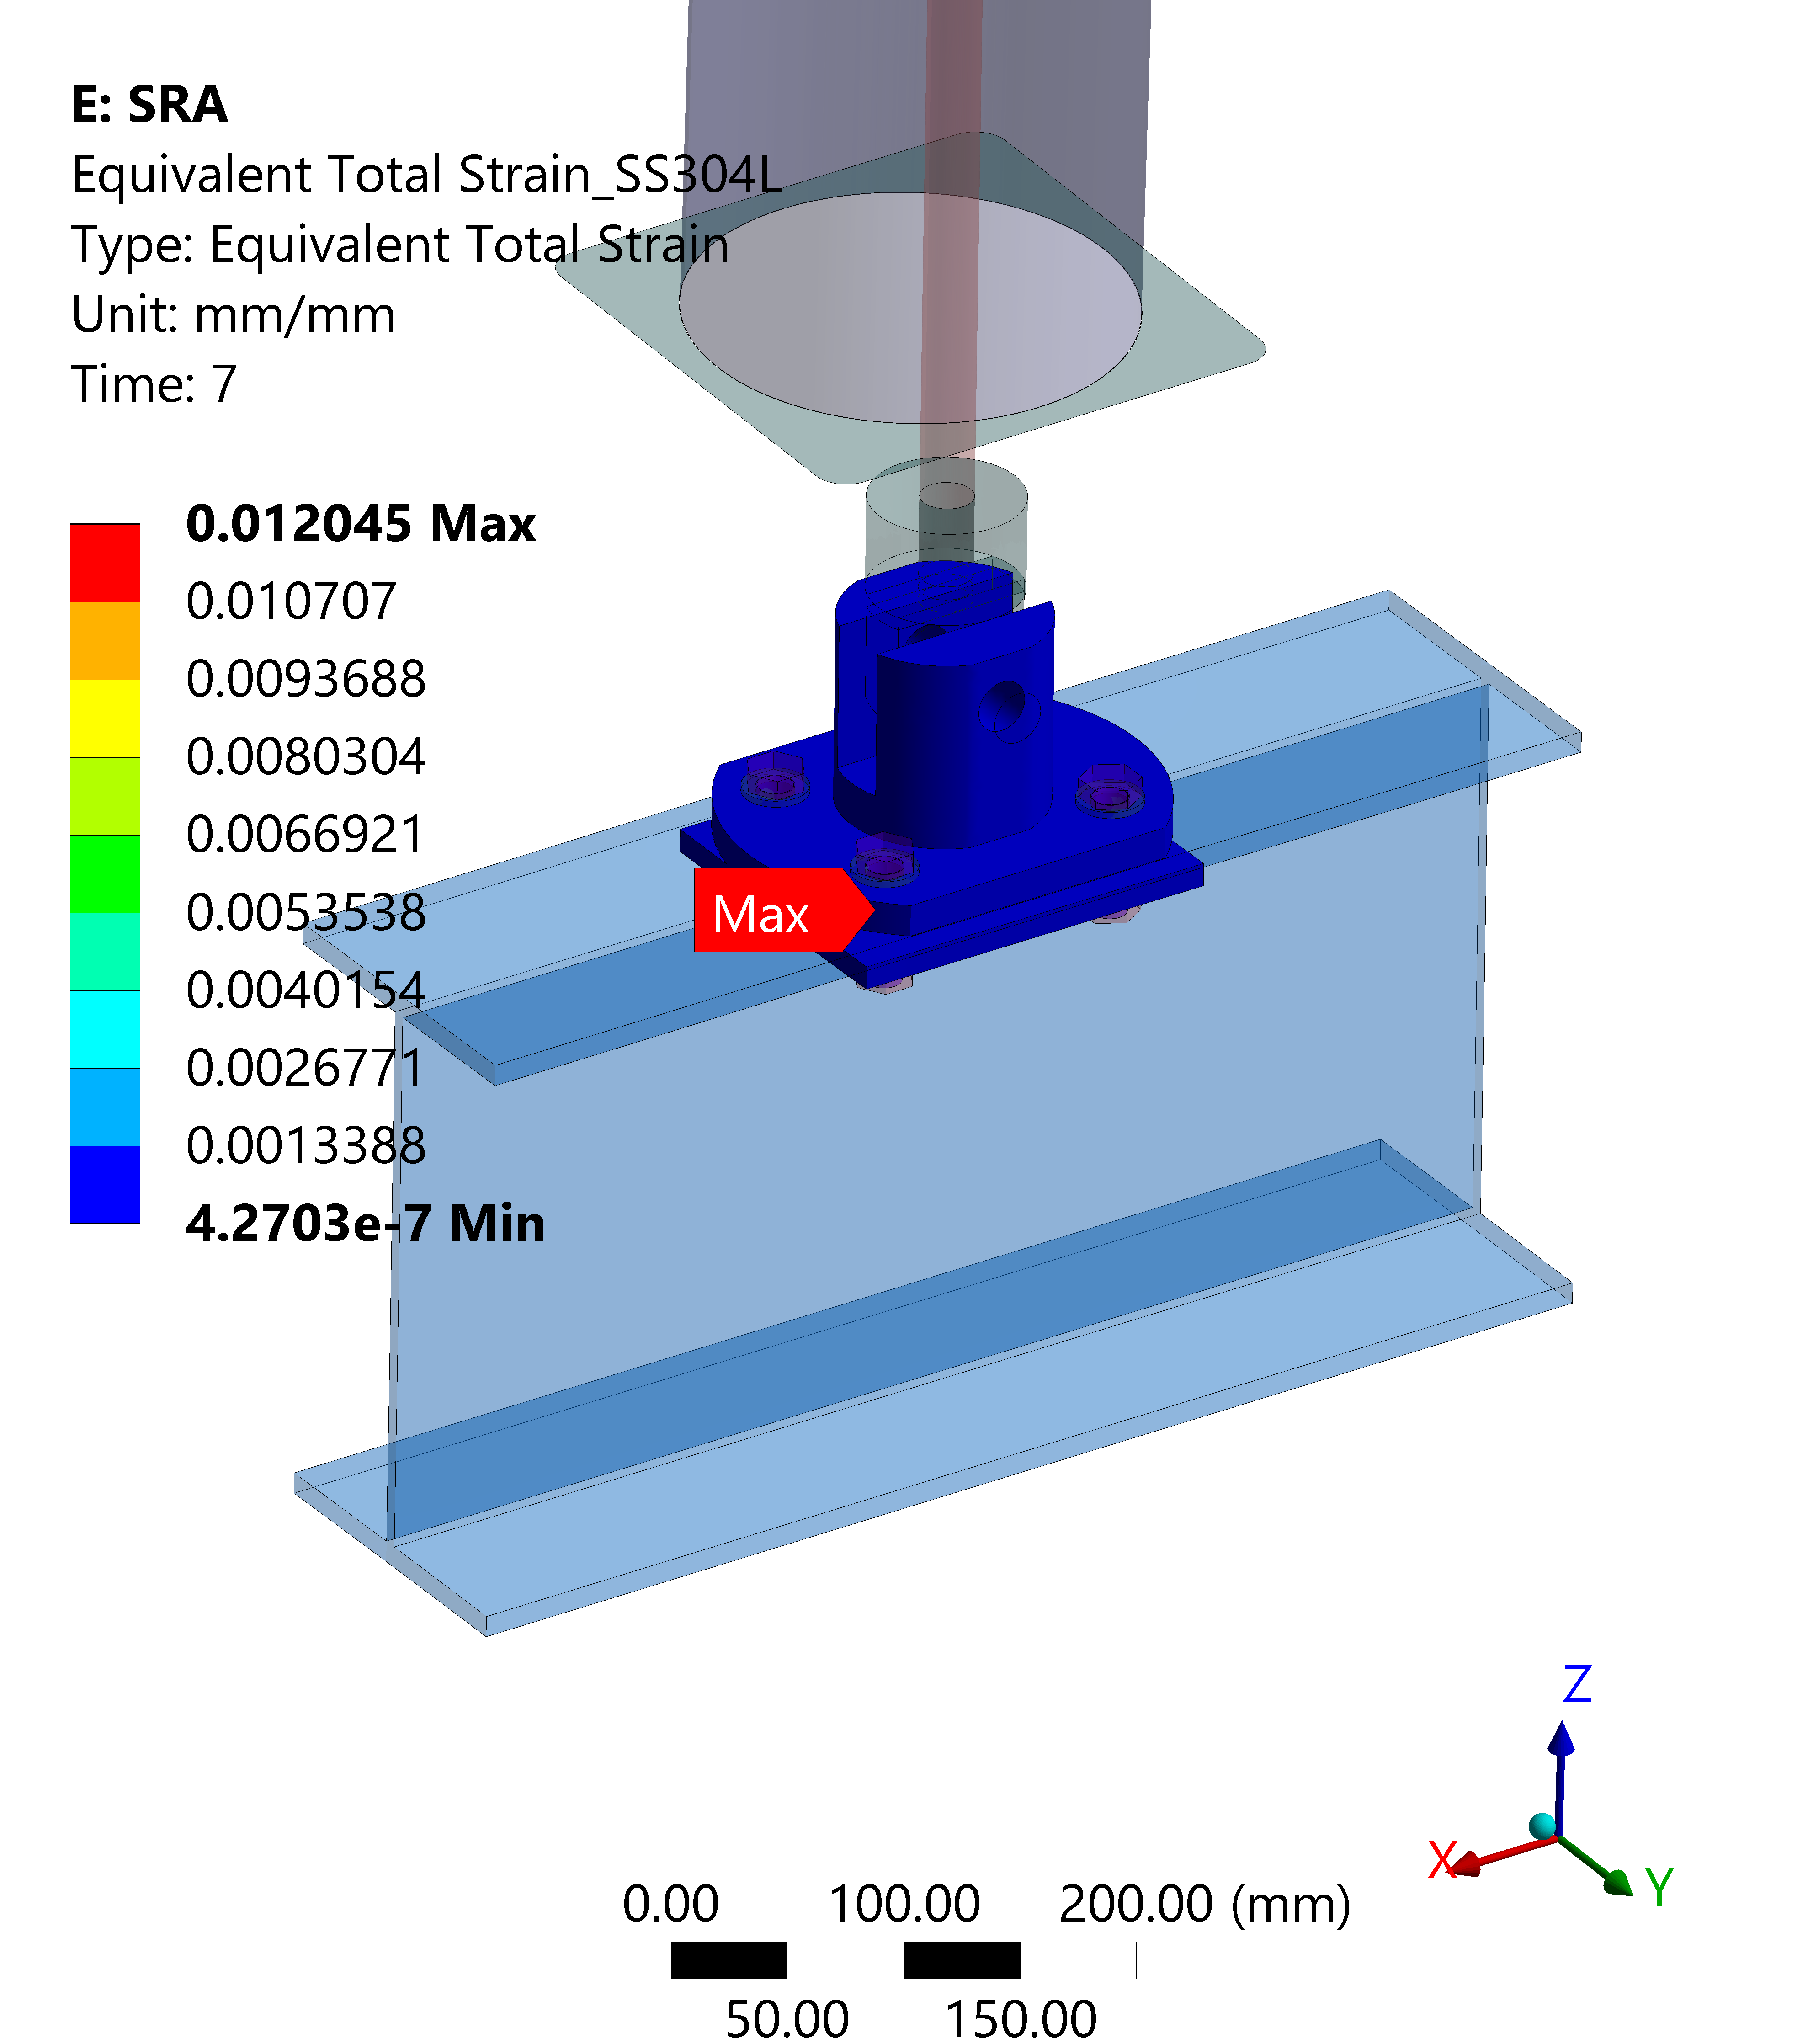 E: SRA
Equivalent Total Strain_SS304L
Type: Equivalent Total Strain
Unit: mm/mm
Time: 7
0.012045 Max
0.010707
0.0093688
0.0080304
0.0066921
0.0053538
0.0040154
0.0026771
0.0013388
4.2703e-7 Min
Max
Z
X
Y
0.00 100.00 200.00 (mm)
50.00 150.00